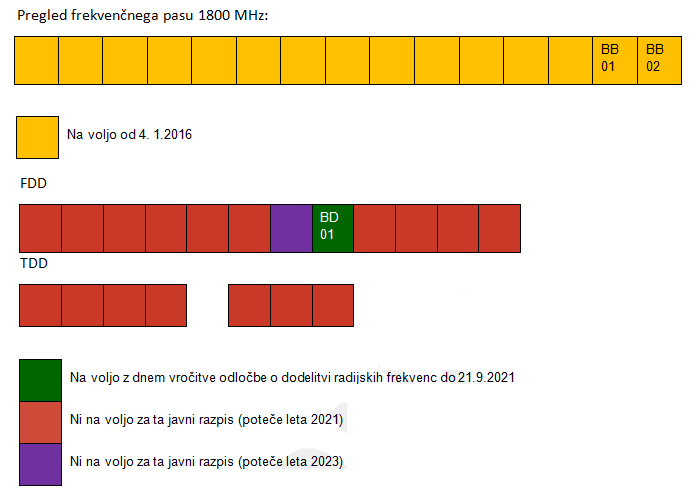 Pregled frekvenčnega pasu 1800 MHz:
BB BB
01 02
Na voljo od 4. 1.2016
FDD
BD
01
TDD
Na voljo z dnem vročitve odločbe o dodelitvi radijskih frekvenc do 21.9.2021
Ni na voljo za ta javni razpis (poteče leta 2021)
Ni na voljo za ta javni razpis (poteče leta 2023)